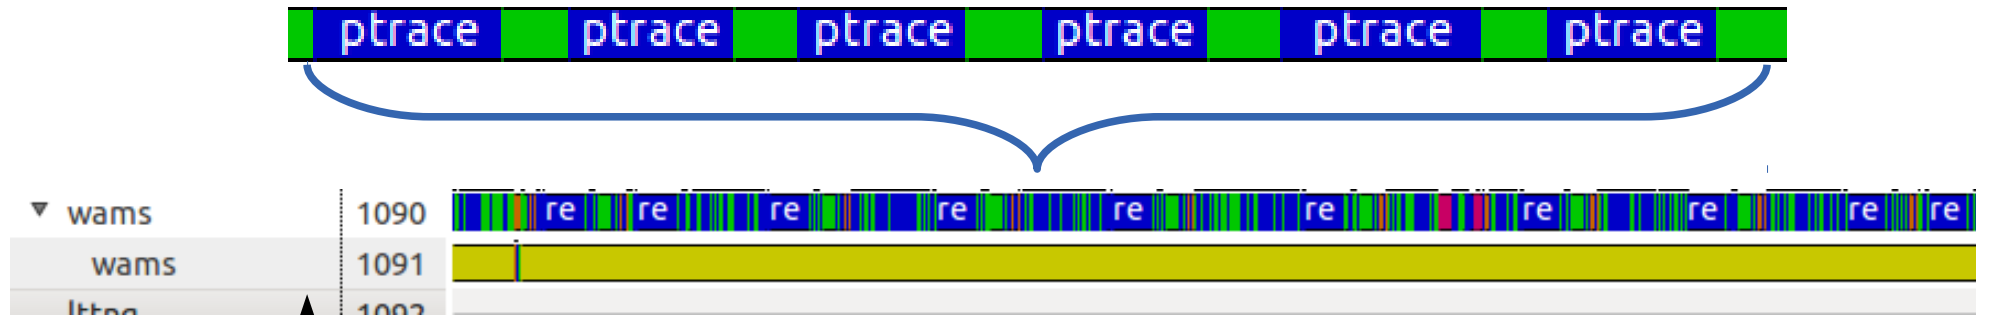 ptrace ptrace ptrace ptrace ptrace ptrace
wams 1090 re re re re re re re re re re
wams 1091
lttng 1092